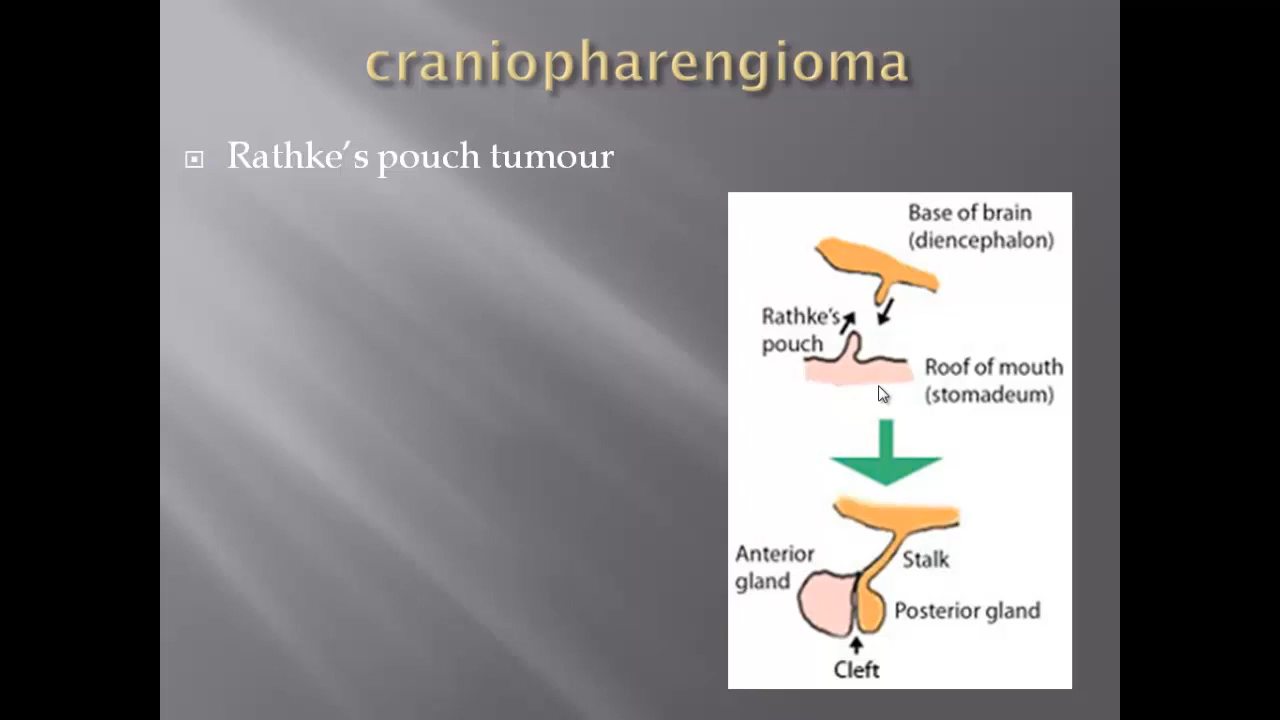 craniopharengioma
Rathke's pouch tumour
Base of brain
(diencephalon)
Rathke's
pouch
Roof of mouth
(stomadeum)
Anterior
gland
Stalk
Posterior gland
Cleft